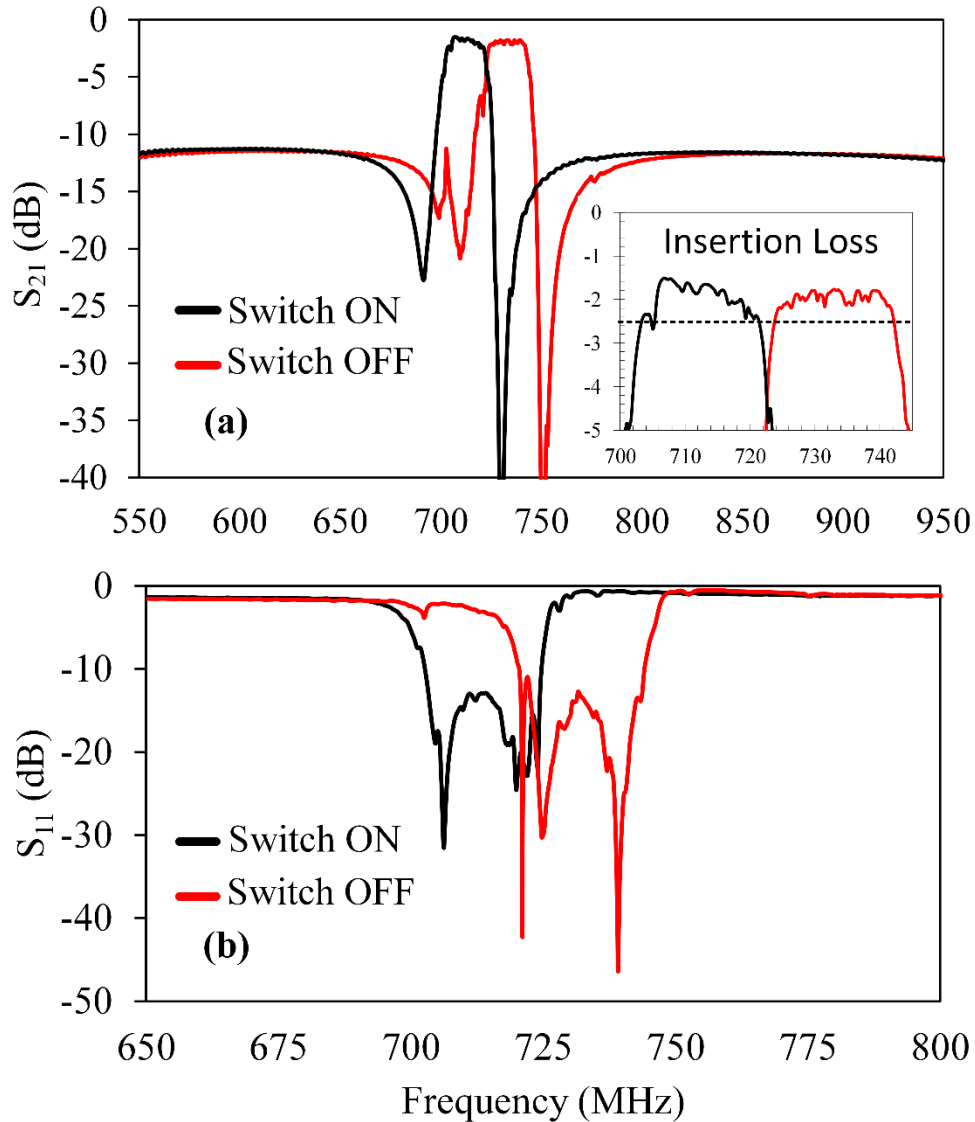 0
-5
-10
-15
-20
-25
-30
-35
-40
S21 (dB)
Switch ON
Switch OFF
(a)
Insertion Loss
0
-1
-2
-3
-4
-5
700 710 720 730 740
550 600 650 700 750 800 850 900 950
0
-10
-20
-30
-40
-50
S11 (dB)
Switch ON
Switch OFF
(b)
650 675 700 725 750 775 800
Frequency (MHz)